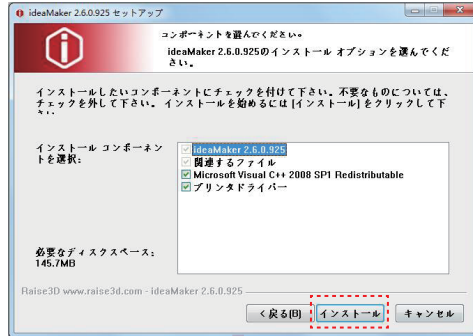 ideaMaker 2.6.0.925 セットアップ
コンポーネントを選んでください。
ideaMaker 2.6.0.925のインストール オプションを選んでくだ
さい。
インストールしたいコンポーネントにチェックを付けて下さい。不要なものについては、
チェックを外して下さい。 インストールを始めるには [インストール] をクリックして下
さい。
インストール コンポーネン
トを選択:
ideaMaker 2.6.0.925
関連するファイル
Microsoft Visual C++ 2008 SP1 Redistributable
プリンタドライバー
必要なディスクスペース:
145.7MB
Raise3D www.raise3d.com - ideaMaker 2.6.0.925
< 戻る(B) インストール キャンセル